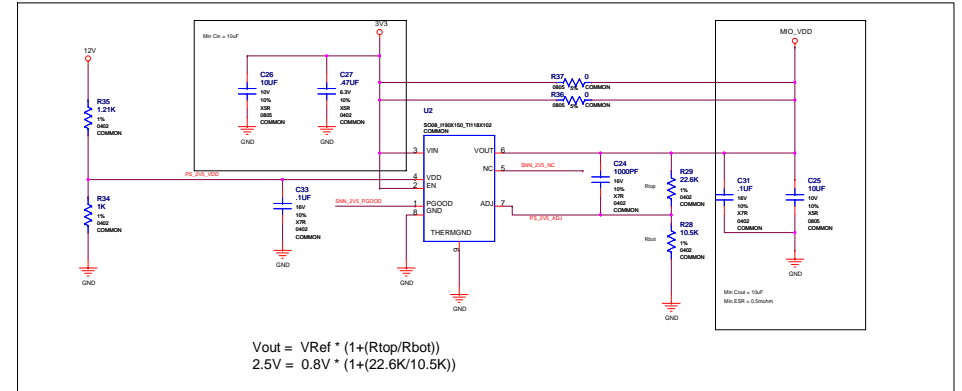 3V3
MIO_VDD
12V
Min Cin = 10uF
C26
10UF
10V
10%
X5R
0805
COMMON
C27
.47UF
6.3V
10%
X5R
0402
COMMON
GND
GND
R37
0
0805
5%
COMMON
R36
0
0805
5%
COMMON
R35
1.21K
1%
0402
COMMON
U2
SO08_I190X150_TI118X102
COMMON
3
VIN
VOUT
6
NC
5
SNN_2V5_NC
PS_2V5_VDD
4
VDD
2
EN
SNN_2V5_PGOOD
1
PGOOD
8
GND
ADJ
7
PS_2V5_ADJ
THERMGND
9
C33
.1UF
16V
10%
X7R
0402
COMMON
GND
R34
1K
1%
0402
COMMON
GND
GND
GND
C24
1000PF
16V
10%
X7R
0402
COMMON
Rtop
R29
22.6K
1%
0402
COMMON
Rbot
R28
10.5K
1%
0402
COMMON
GND
C31
.1UF
16V
10%
X7R
0402
COMMON
C25
10UF
10V
10%
X5R
0805
COMMON
GND
Min Cout = 10uF
Min ESR = 0.5mohm
Vout = VRef * (1+(Rtop/Rbot))
2.5V = 0.8V * (1+(22.6K/10.5K))